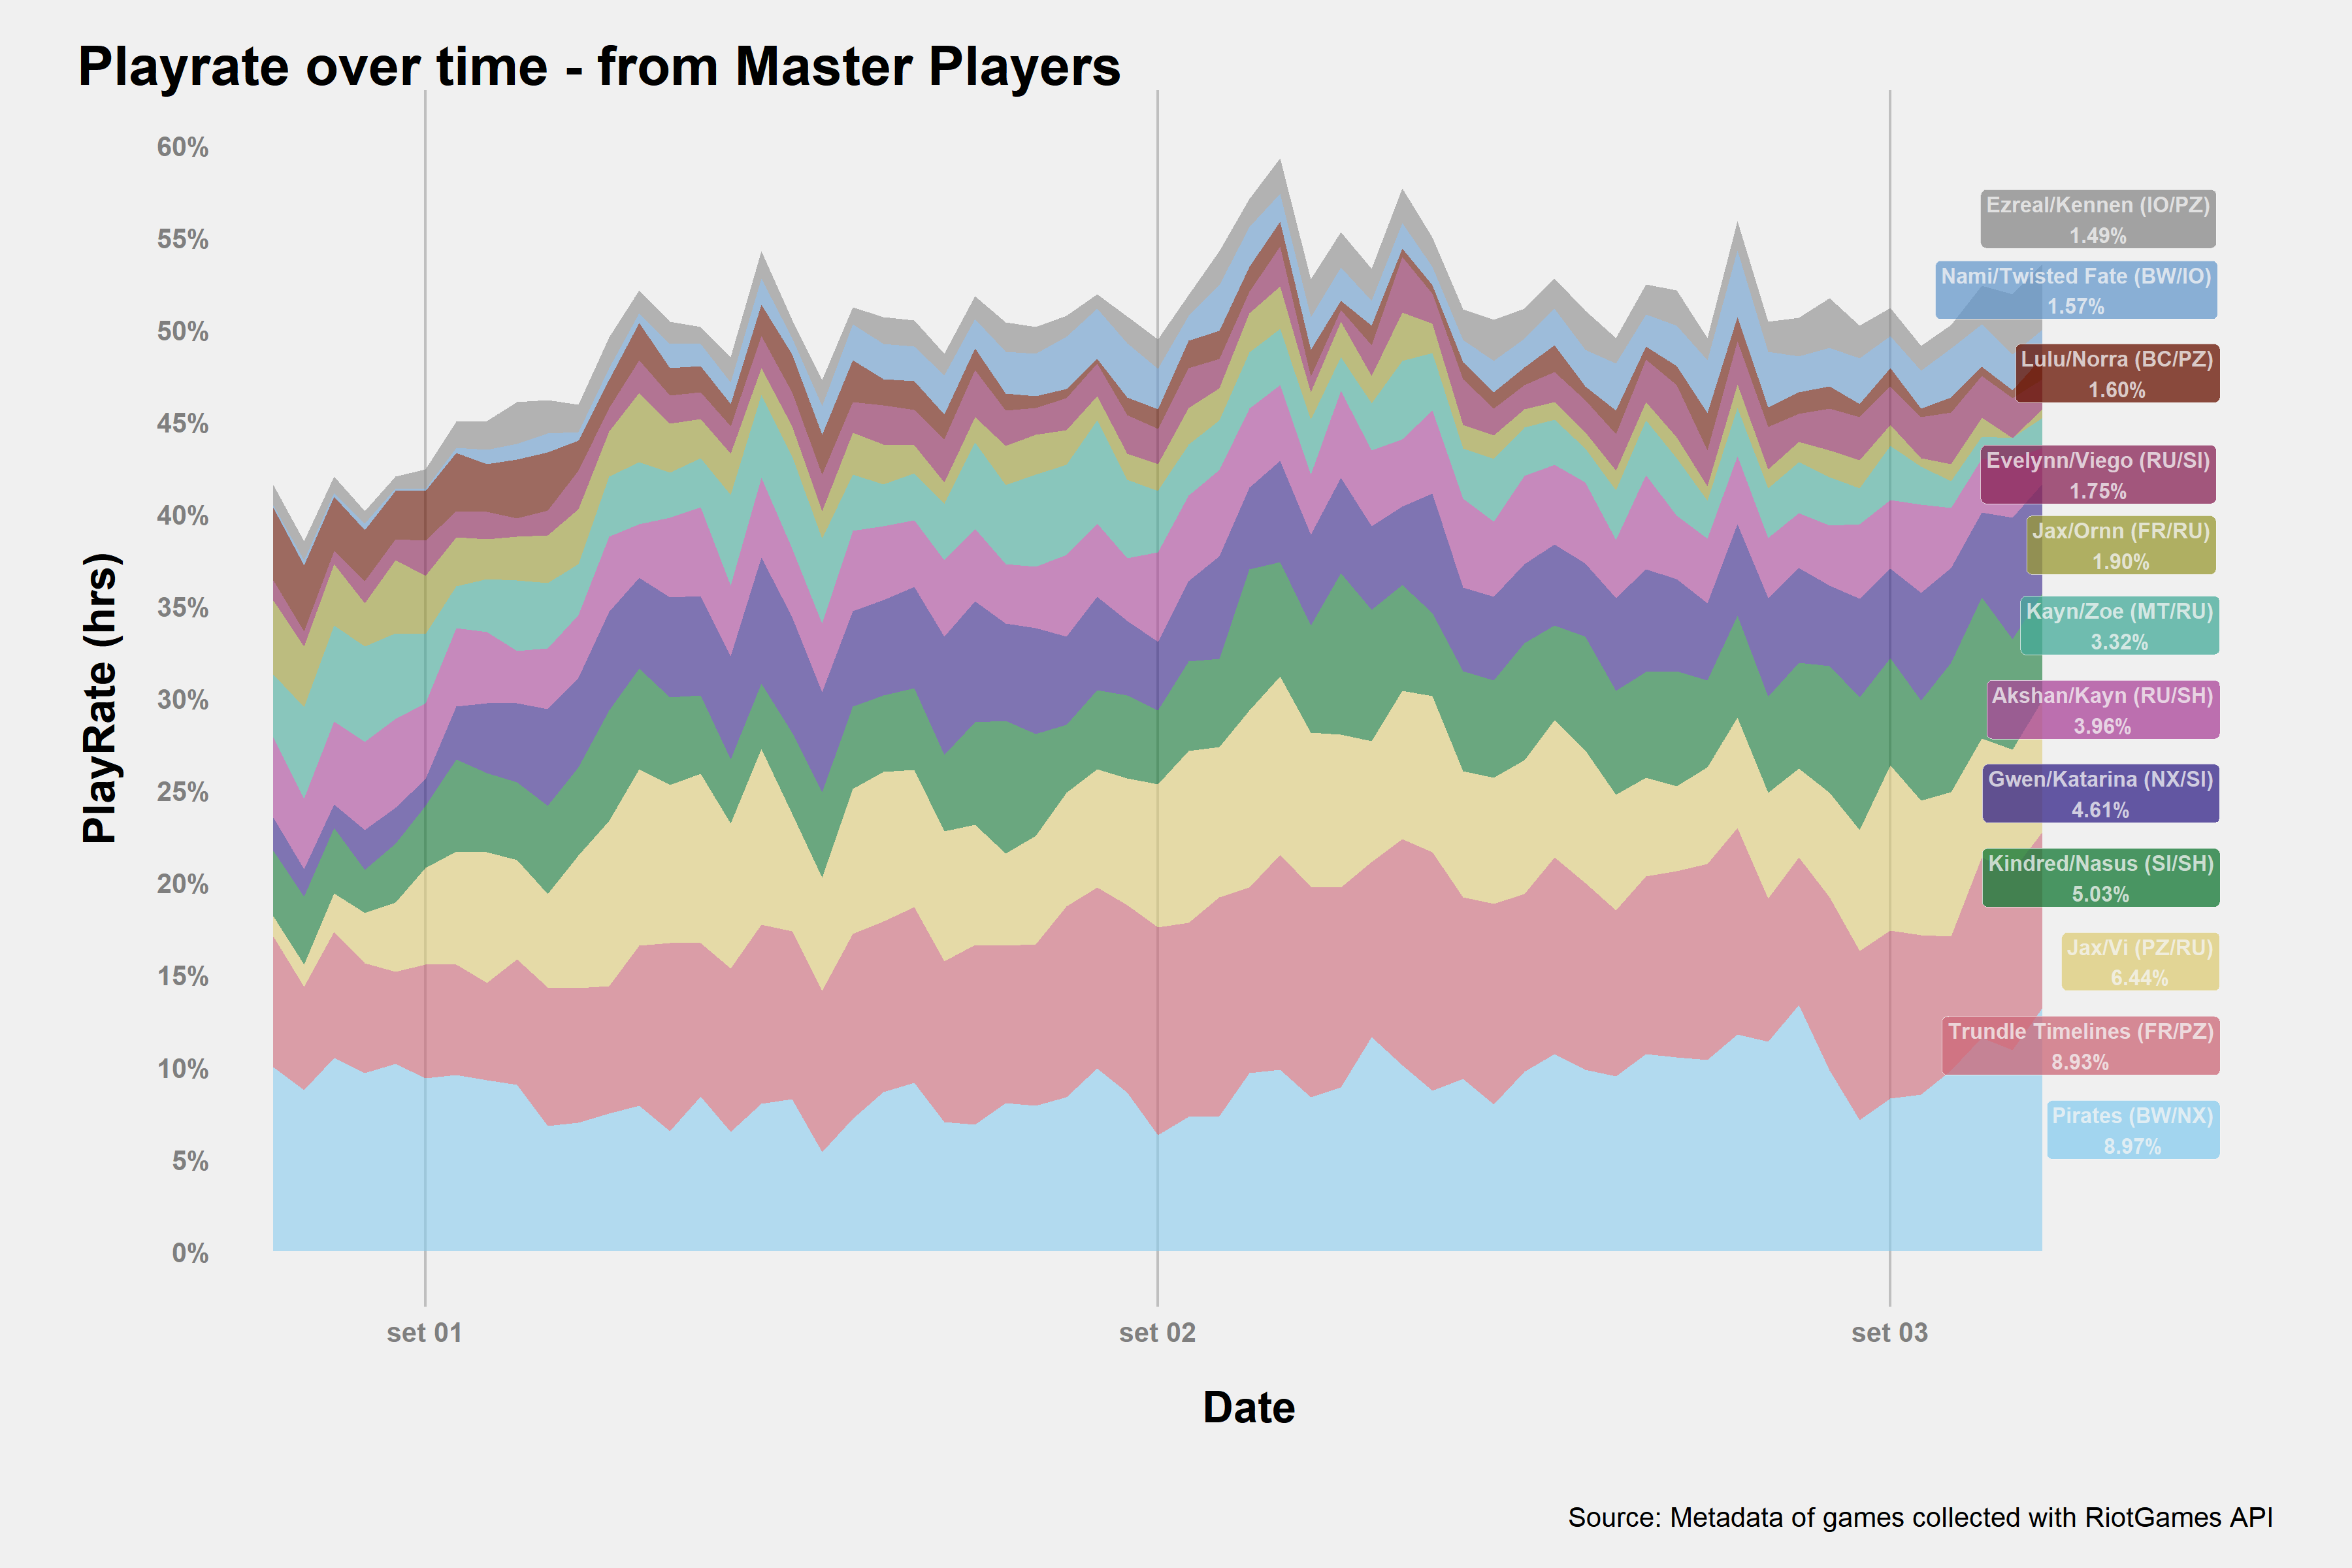 Playrate over time - from Master Players
60%
55%
50%
45%
40%
35%
30%
25%
20%
15%
10%
5%
0%
PlayRate (hrs)
Ezreal/Kennen (IO/PZ)
1.49%
Nami/Twisted Fate (BW/IO)
1.57%
Lulu/Norra (BC/PZ)
1.60%
Evelynn/Viego (RU/SI)
1.75%
Jax/Ornn (FR/RU)
1.90%
Kayn/Zoe (MT/RU)
3.32%
Akshan/Kayn (RU/SH)
3.96%
Gwen/Katarina (NX/SI)
4.61%
Kindred/Nasus (SI/SH)
5.03%
Jax/Vi (PZ/RU)
6.44%
Trundle Timelines (FR/PZ)
8.93%
Pirates (BW/NX)
8.97%
set 01
set 02
set 03
Date
Source: Metadata of games collected with RiotGames API